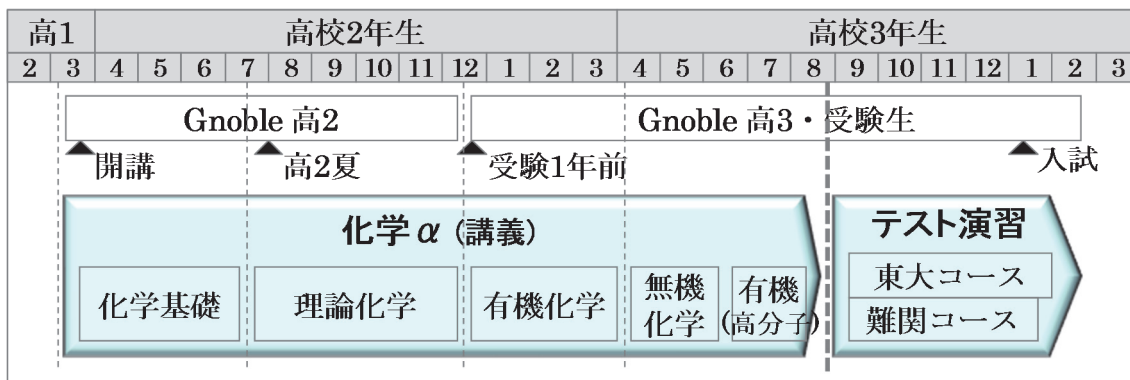 高1 高校2年生 高校3年生
2 3 4 5 6 7 8 9 10 11 12 1 2 3 4 5 6 7 8 9 10 11 12 1 2 3
Gnoble 高2 Gnoble 高3・受験生
開講 高2夏 受験1年前 入試
化学α（講義） テスト演習
化学基礎 理論化学 有機化学 無機 有機 東大コース
化学 (高分子) 難関コース